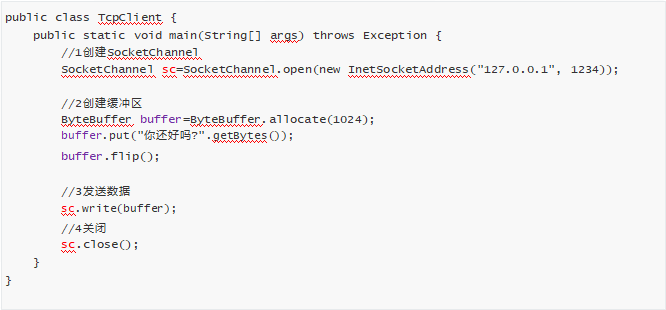 public class TcpClient {
    public static void main(String[] args) throws Exception {
        //1创建SocketChannel
        SocketChannel sc=SocketChannel.open(new InetSocketAddress("127.0.0.1", 1234));
        //2创建缓冲区
        ByteBuffer buffer=ByteBuffer.allocate(1024);
        buffer.put("你还好吗?".getBytes());
        buffer.flip();
        //3发送数据
        sc.write(buffer);
        //4关闭
        sc.close();
    }
}